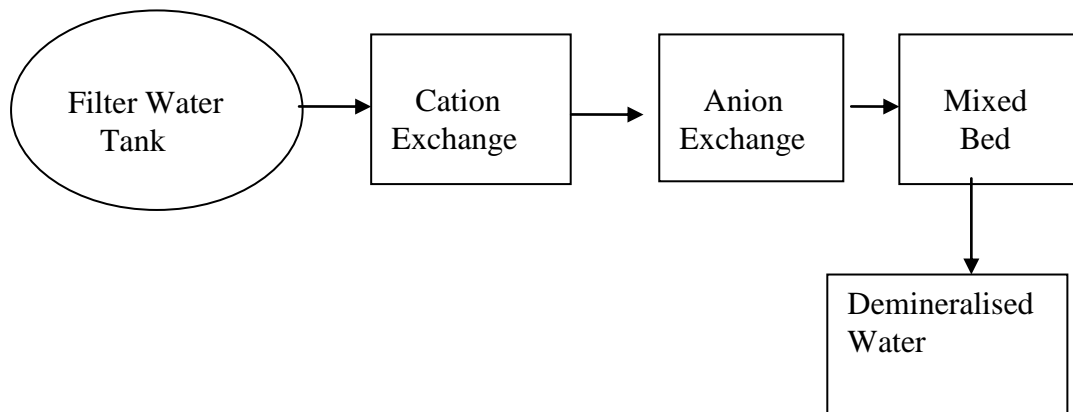 Filter Water
Tank
Cation
Exchange
Anion
Exchange
Mixed
Bed
Demineralised
Water